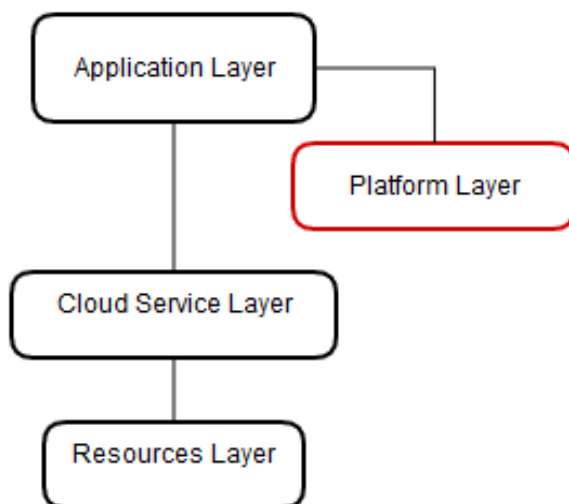 Application Layer
Platform Layer
Cloud Service Layer
Resources Layer